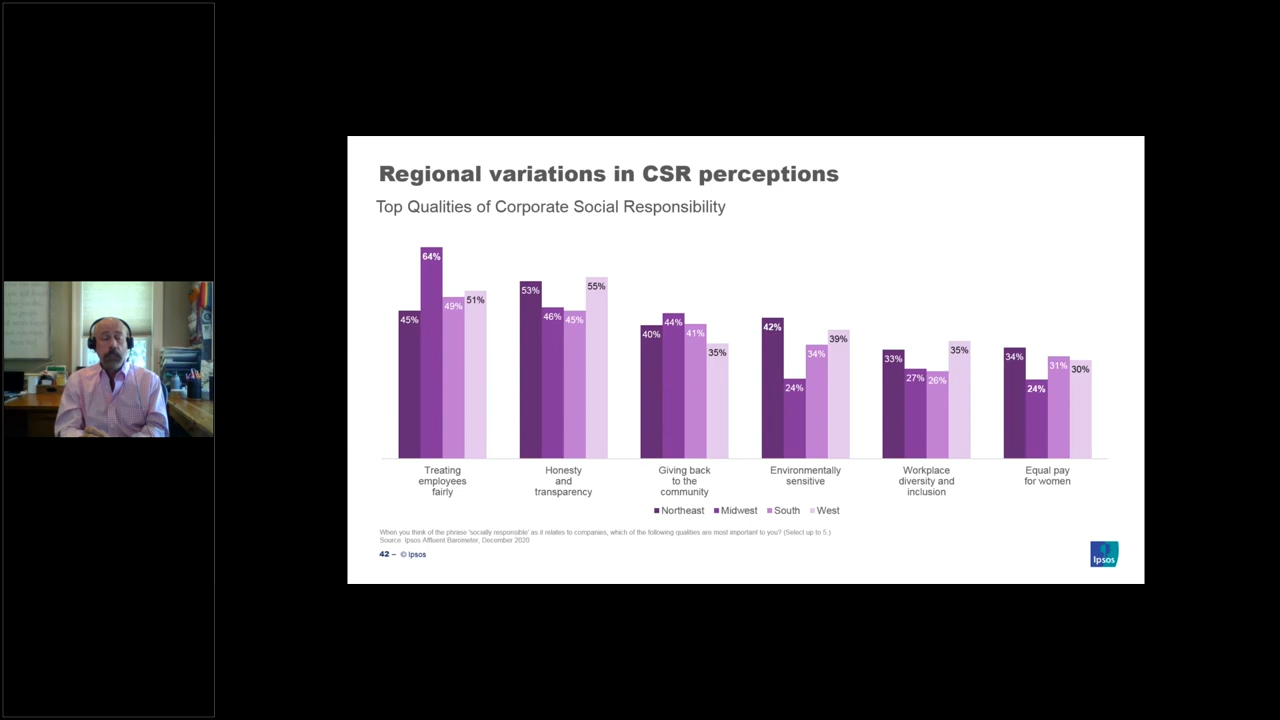 Regional variations in CSR perceptions
Top Qualities of Corporate Social Responsibility
45% 64% 49% 51%
53% 46% 45% 55%
40% 44% 41% 35%
42% 24% 34% 39%
33% 27% 26% 35%
34% 24% 31% 30%
Treating
employees
fairly
Honesty
and
transparency
Giving back
to the
community
Environmentally
sensitive
Workplace
diversity and
inclusion
Equal pay
for women
Northeast Midwest South West
When you think of the phrase 'socially responsible' as it relates to companies, which of the following qualities are most important to you? (Select up to 5.)
Source: Ipsos Affluent Barometer, December 2020
42 – © Ipsos
Ipsos